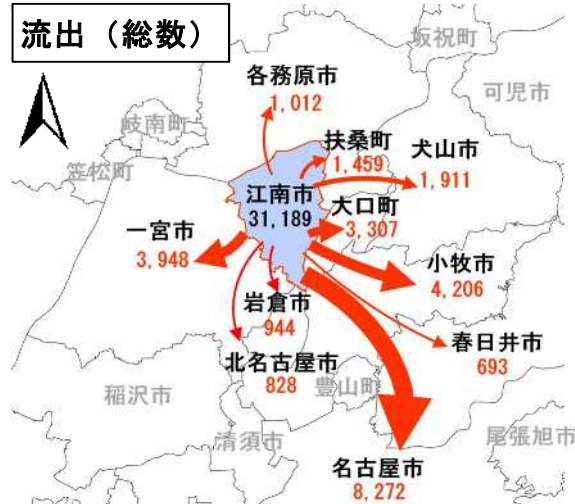 流出（総数）
坂祝町
各務原市
1,012
可児市
岐南町
扶桑町
1,459
犬山市
1,911
笠松町
江南市
31,189
大口町
3,307
一宮市
3,948
小牧市
4,206
岩倉市
944
春日井市
693
北名古屋市
828
豊山町
稲沢市
清須市
尾張旭市
名古屋市
8,272